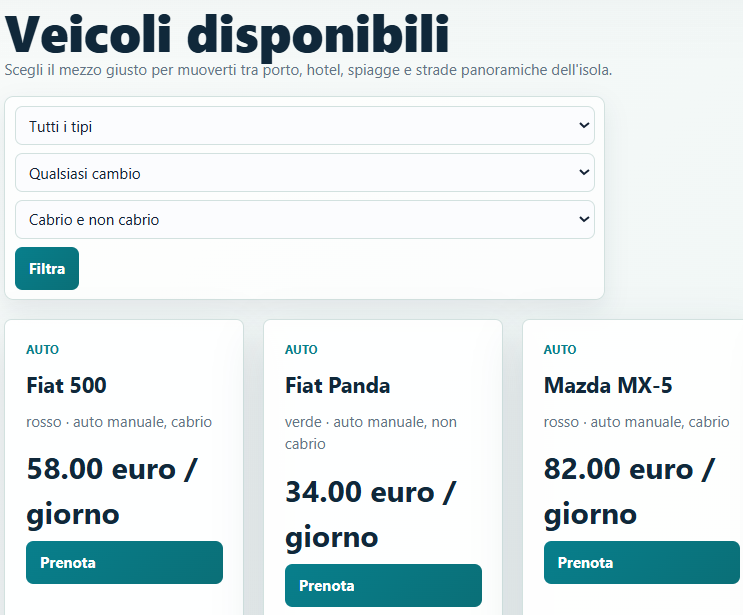 Veicoli disponibili
Scegli il mezzo giusto per muoverti tra porto, hotel, spiagge e strade panoramiche dell'isola.
Tutti i tipi
Qualsiasi cambio
Cabrio e non cabrio
Filtra
AUTO
Fiat 500
rosso · auto manuale, cabrio
58.00 euro /
giorno
Prenota
AUTO
Fiat Panda
verde · auto manuale, non
cabrio
34.00 euro /
giorno
Prenota
AUTO
Mazda MX-5
rosso · auto manuale, cabrio
82.00 euro /
giorno
Prenota